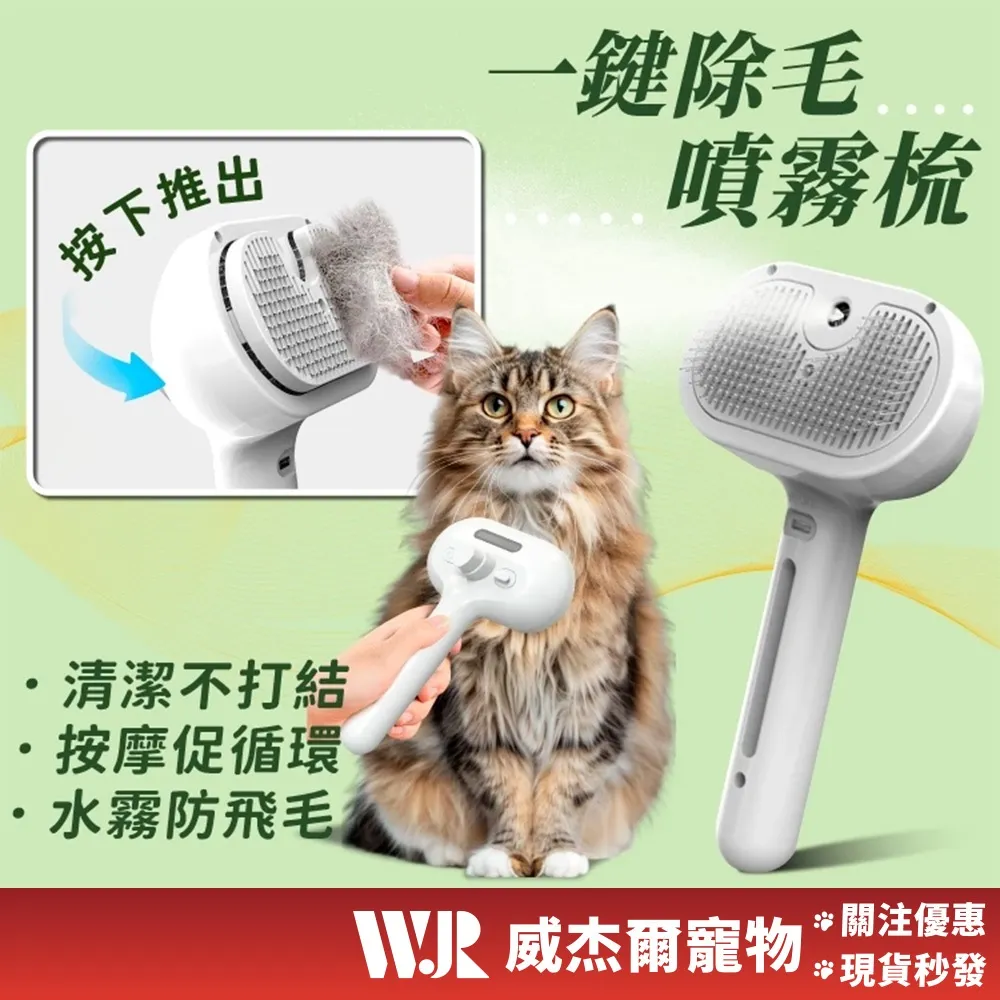 一鍵除毛
噴霧梳
按下推出
·清潔不打結
·按摩促循環
·水霧防飛毛
WJR 威杰爾寵物
關注優惠
現貨秒發